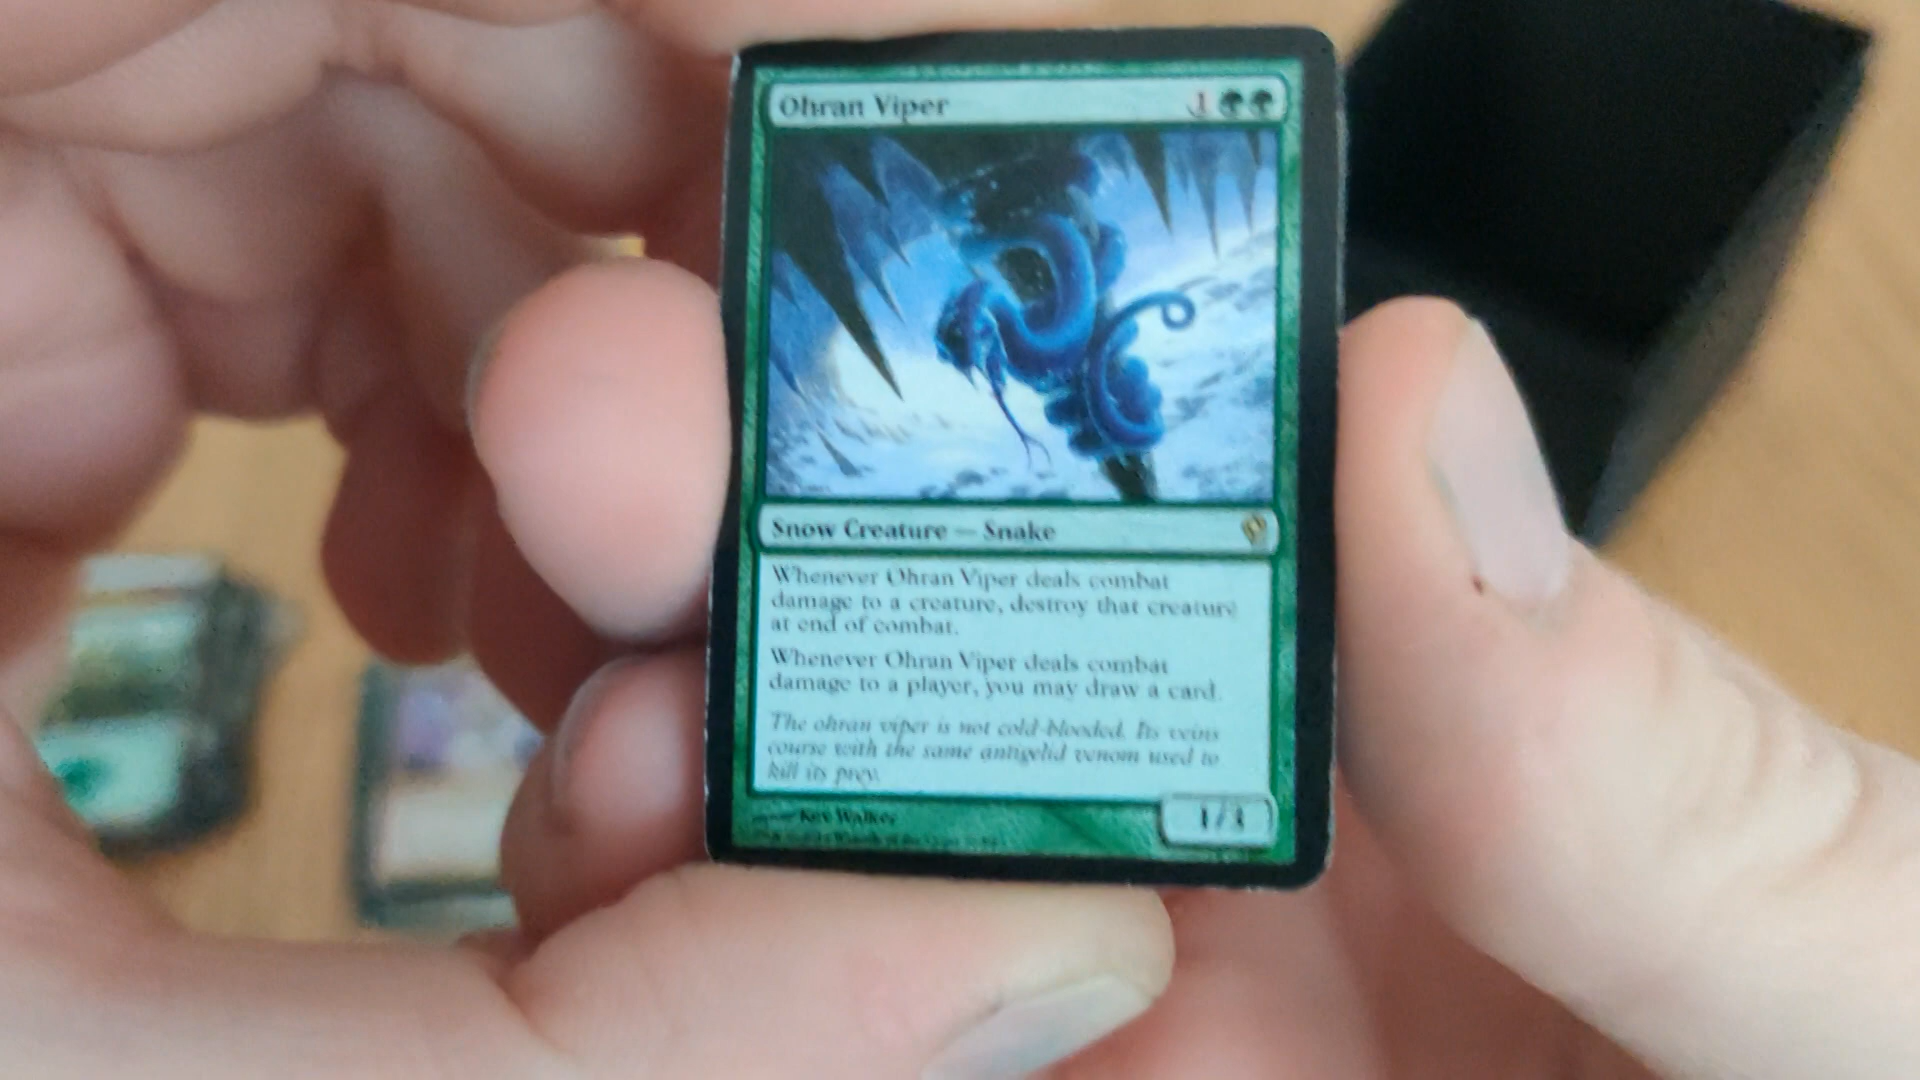 Ohran Viper 1
Snow Creature — Snake
Whenever Ohran Viper deals combat
damage to a creature, destroy that creature
at end of combat.
Whenever Ohran Viper deals combat
damage to a player, you may draw a card.
The ohran viper is not cold-blooded. Its veins
course with the same antigelid venom used to
kill its prey.
Kev Walker
1/3